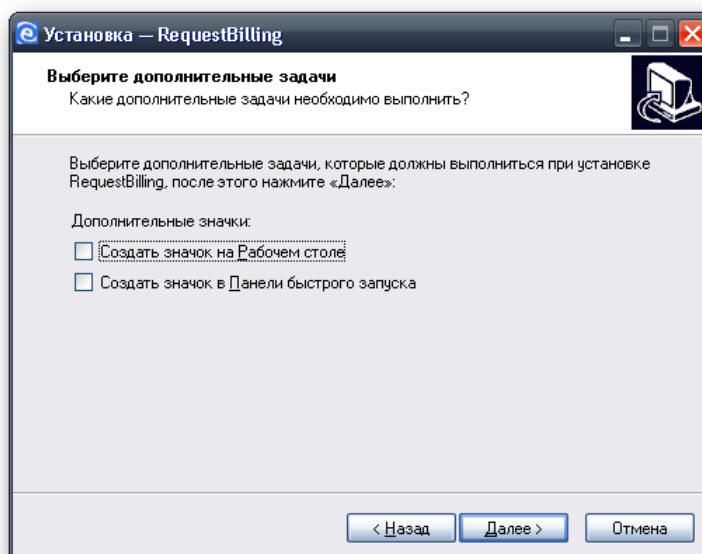 Установка — RequestBilling
Выберите дополнительные задачи
Какие дополнительные задачи необходимо выполнить?
Выберите дополнительные задачи, которые должны выполниться при установке
RequestBilling, после этого нажмите «Далее»:
Дополнительные значки:
Создать значок на Рабочем столе
Создать значок в Панели быстрого запуска
< Назад Далее > Отмена